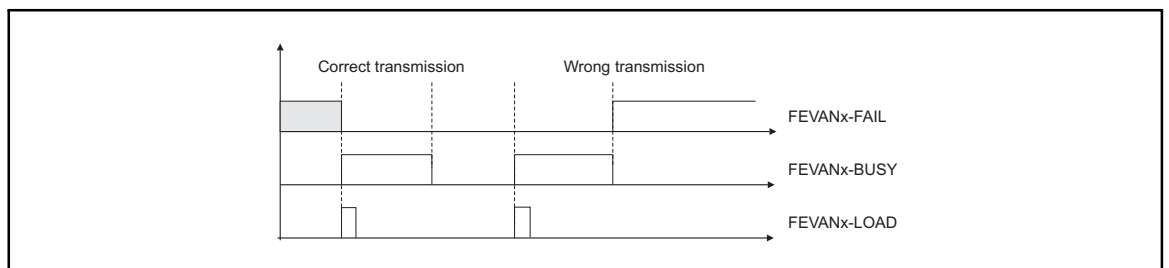 Correct transmission
Wrong transmission
FEVANx-FAIL
FEVANx-BUSY
FEVANx-LOAD